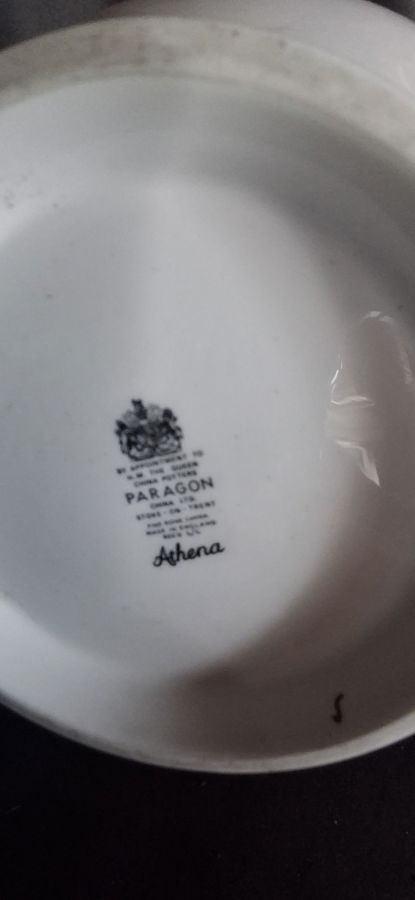 BY APPOINTMENT TO
H.M. THE QUEEN
CHINA POTTERS
PARAGON
CHINA LTD.
STOKE-ON-TRENT
FINE BONE CHINA
MADE IN ENGLAND
REG'D
Athena